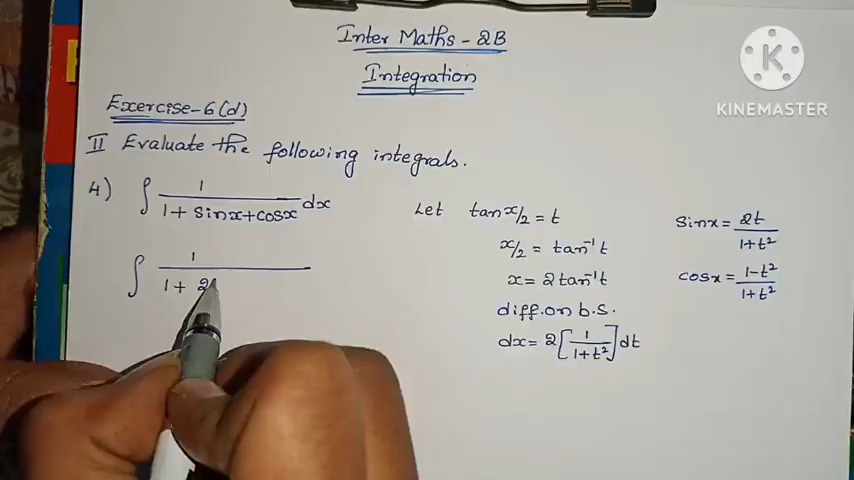 Inter Maths - 2B
Integration
Exercise-6(d)
II Evaluate the following integrals.
4) ∫ 1/(1+sinx+cosx) dx
∫ 1/(1+ 2
Let tan x/2 = t
x/2 = tan⁻¹t
x = 2tan⁻¹t
diff.on b.s.
dx = 2[1/(1+t²)]dt
sinx = 2t/(1+t²)
cosx = (1-t²)/(1+t²)
KINEMASTER